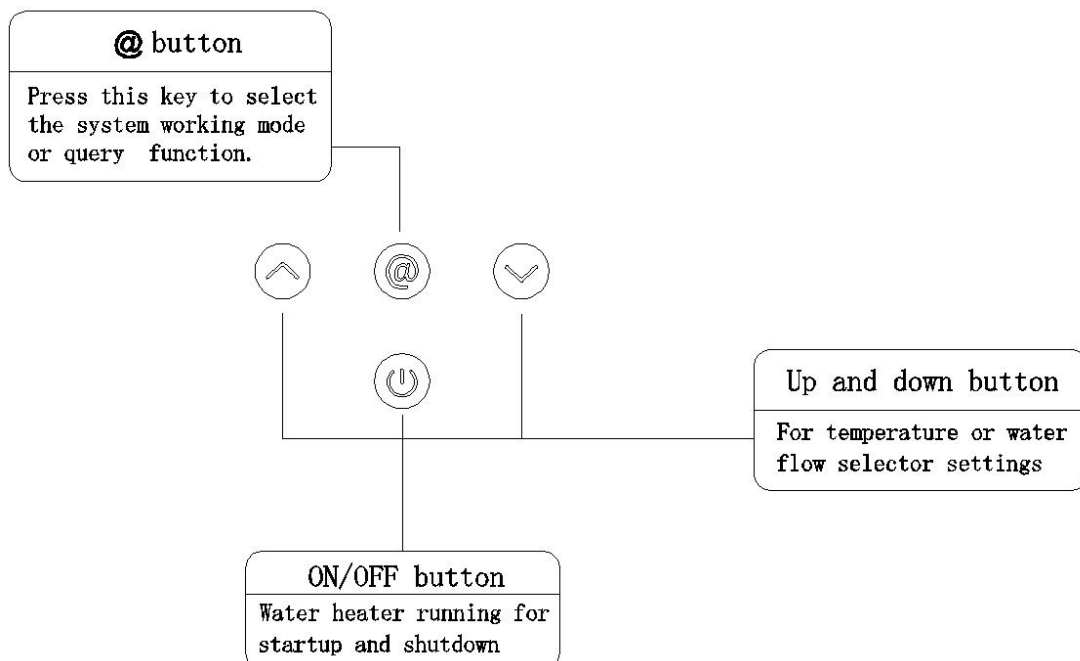 @ button
Press this key to select
the system working mode
or query function.
@
Up and down button
For temperature or water
flow selector settings
ON/OFF button
Water heater running for
startup and shutdown